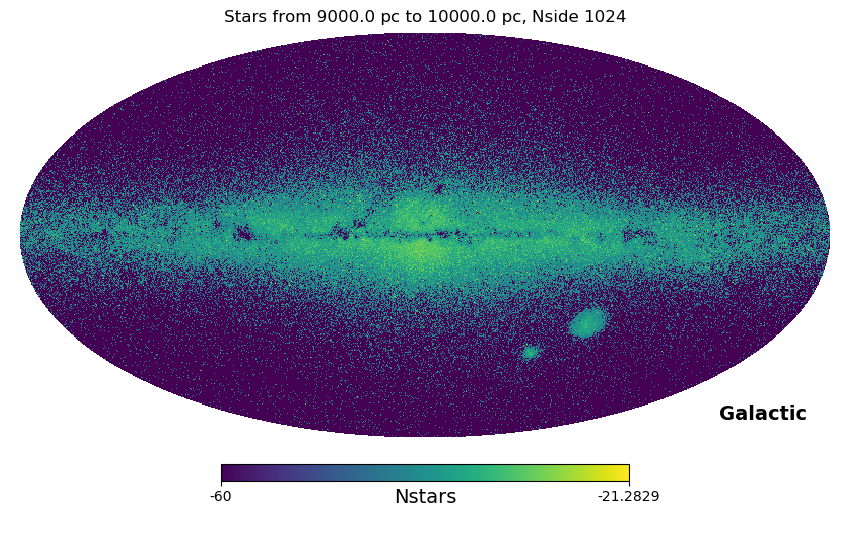 Stars from 9000.0 pc to 10000.0 pc, Nside 1024
Galactic
-60
Nstars
-21.2829